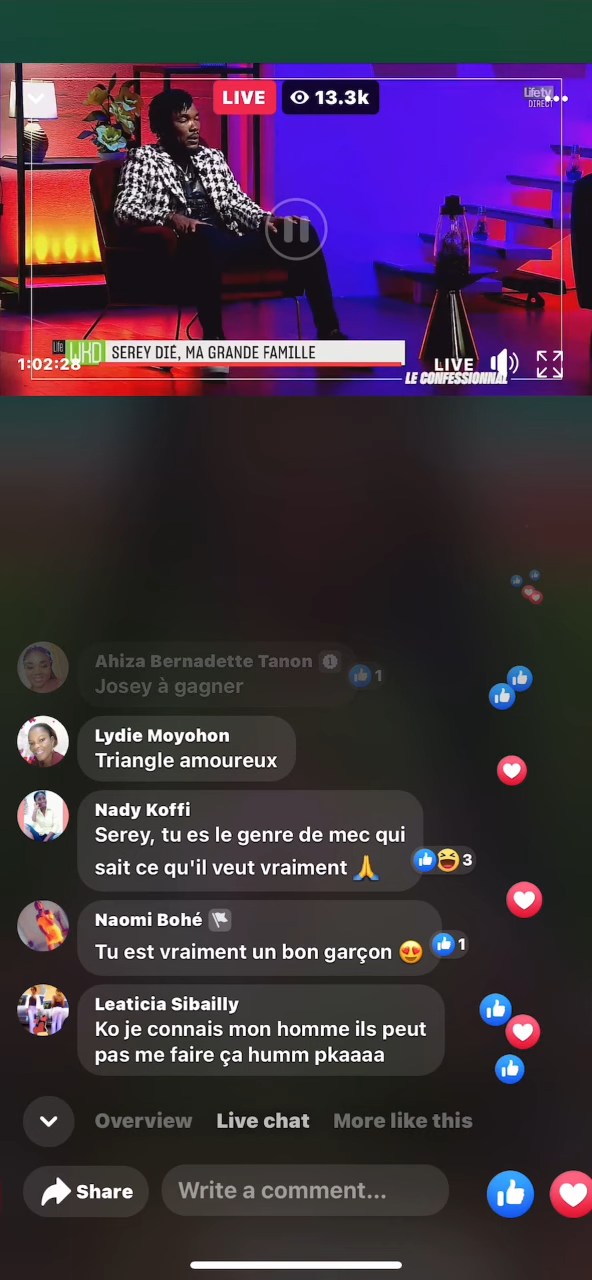 LIVE
13.3k
Lifetv
DIRECT
Life WKD
SEREY DIÉ, MA GRANDE FAMILLE
1:02:28
LIVE
LE CONFESSIONNAL
Ahiza Bernadette Tanon
Josey à gagner
1
Lydie Moyohon
Triangle amoureux
Nady Koffi
Serey, tu es le genre de mec qui
sait ce qu'il veut vraiment 🙏
3
Naomi Bohé
Tu est vraiment un bon garçon 😍
1
Leaticia Sibailly
Ko je connais mon homme ils peut
pas me faire ça humm pkaaaa
Overview Live chat More like this
Share
Write a comment...